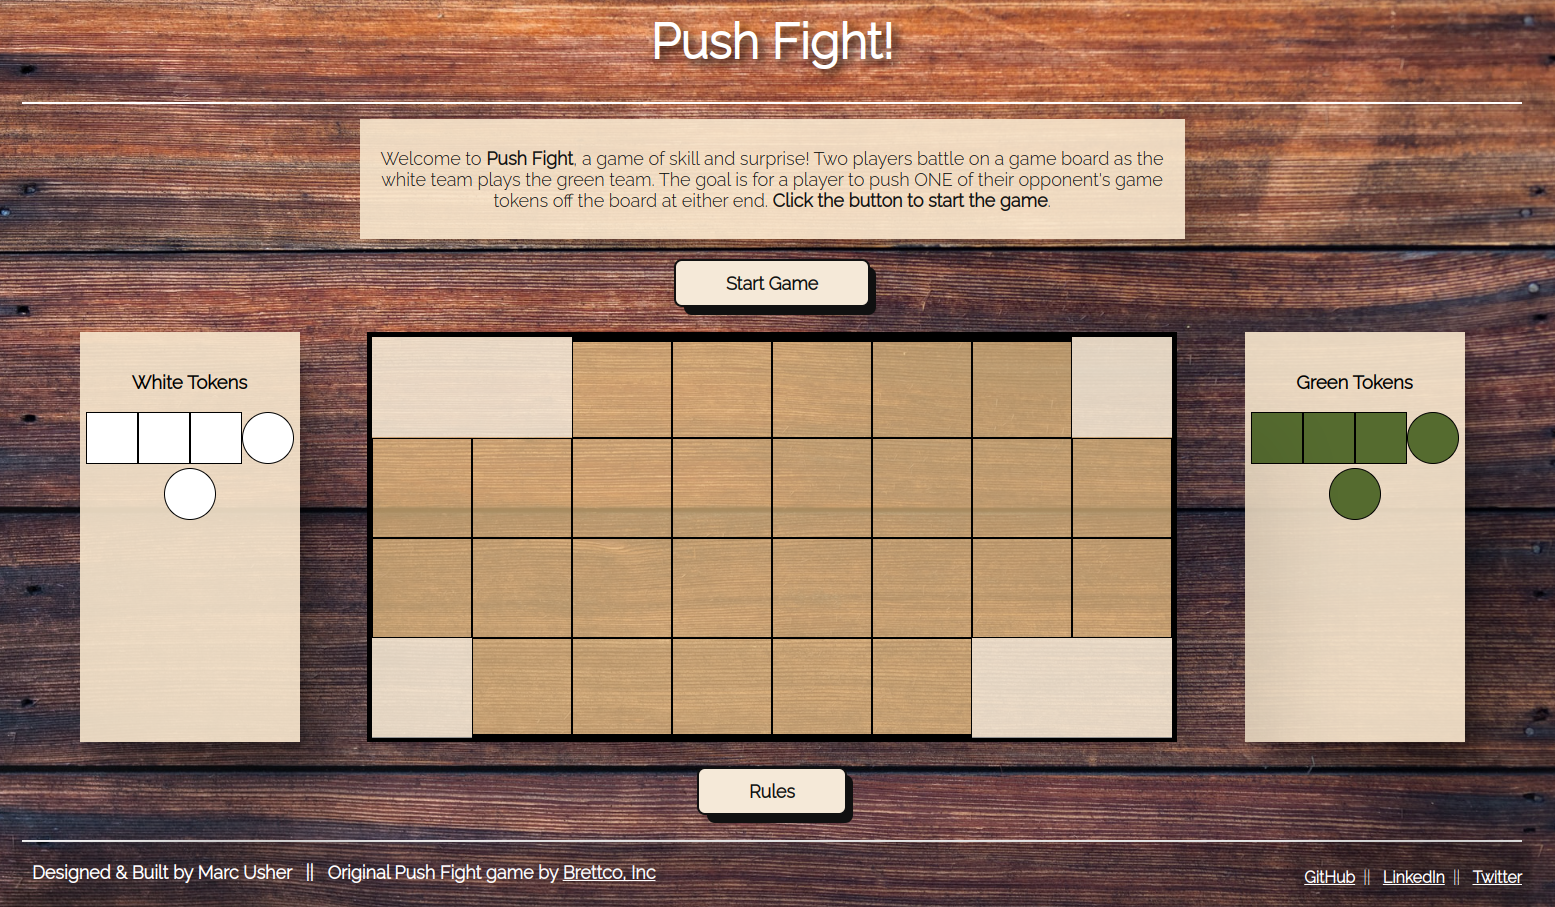 Push Fight!
Welcome to Push Fight, a game of skill and surprise! Two players battle on a game board as the
white team plays the green team. The goal is for a player to push ONE of their opponent's game
tokens off the board at either end. Click the button to start the game.
Start Game
White Tokens
Green Tokens
Rules
Designed & Built by Marc Usher || Original Push Fight game by Brettco, Inc
GitHub || LinkedIn || Twitter